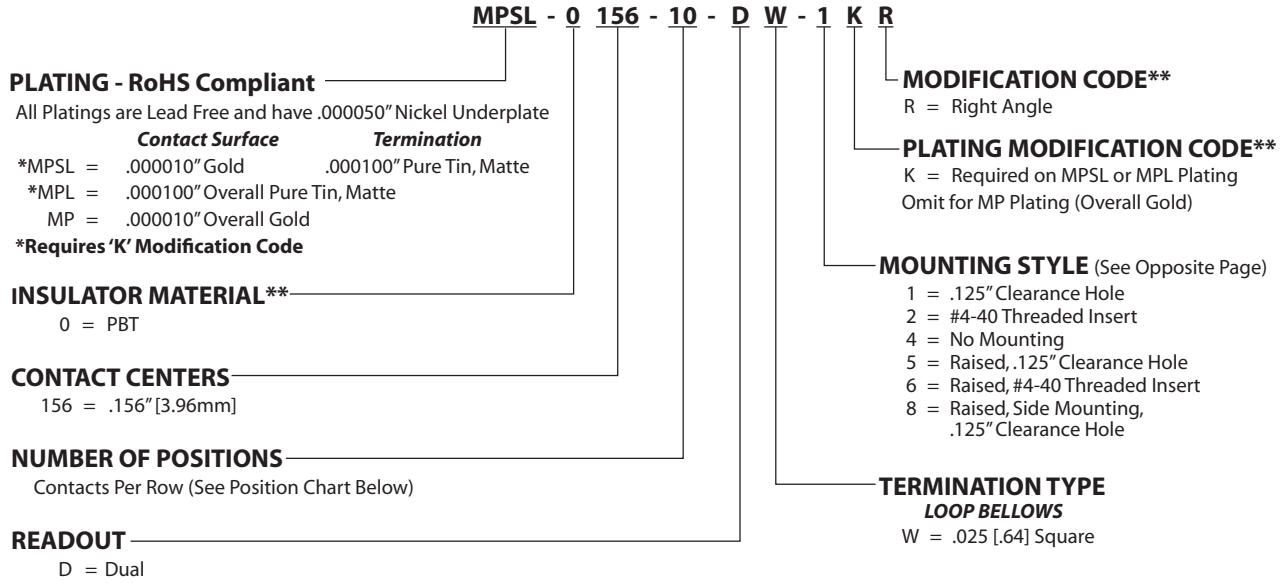 MPSL - 0 156 - 10 - D W - 1 K R
PLATING - RoHS Compliant
All Platings are Lead Free and have .000050" Nickel Underplate
Contact Surface Termination
*MPSL = .000010" Gold .000100" Pure Tin, Matte
*MPL = .000100" Overall Pure Tin, Matte
MP = .000010" Overall Gold
*Requires 'K' Modification Code
INSULATOR MATERIAL**
0 = PBT
CONTACT CENTERS
156 = .156" [3.96mm]
NUMBER OF POSITIONS
Contacts Per Row (See Position Chart Below)
READOUT
D = Dual
MODIFICATION CODE**
R = Right Angle
PLATING MODIFICATION CODE**
K = Required on MPSL or MPL Plating
Omit for MP Plating (Overall Gold)
MOUNTING STYLE (See Opposite Page)
1 = .125" Clearance Hole
2 = #4-40 Threaded Insert
4 = No Mounting
5 = Raised, .125" Clearance Hole
6 = Raised, #4-40 Threaded Insert
8 = Raised, Side Mounting,
.125" Clearance Hole
TERMINATION TYPE
LOOP BELLOWS
W = .025 [.64] Square